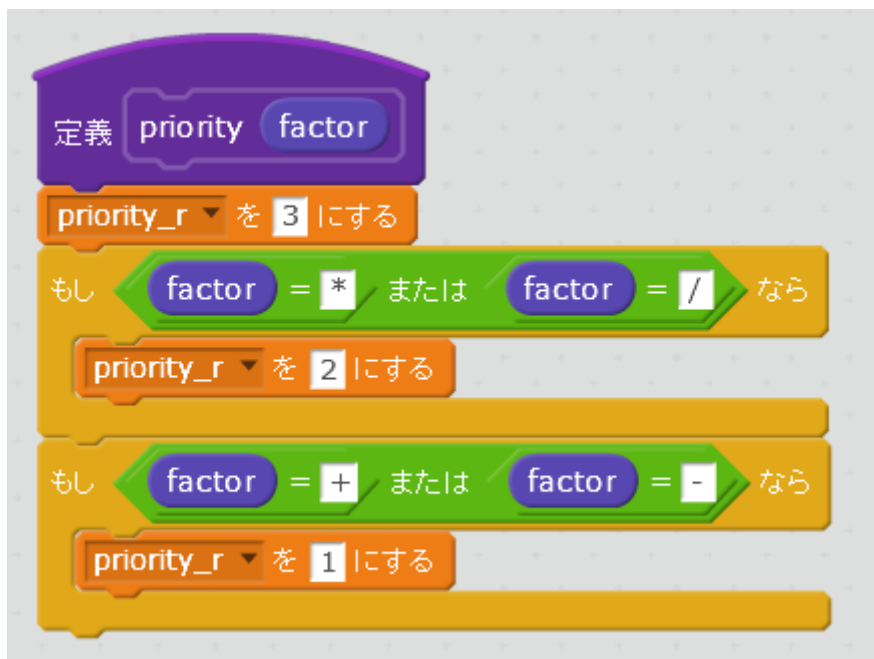 定義 priority factor
priority_r を 3 にする
もし factor = * または factor = / なら
priority_r を 2 にする
もし factor = + または factor = - なら
priority_r を 1 にする